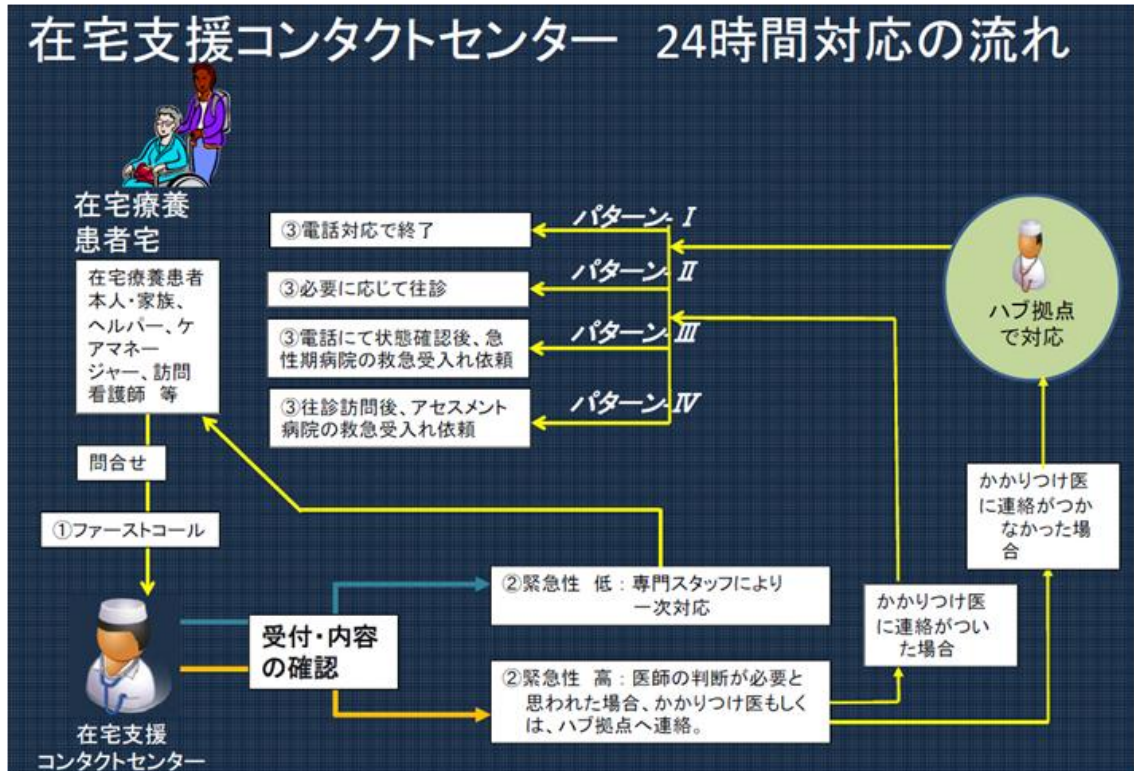 在宅支援コンタクトセンター 24時間対応の流れ
在宅療養
患者宅
在宅療養患者
本人・家族、
ヘルパー、ケ
アマネー
ジャー、訪問
看護師 等
問合せ
①ファーストコール
在宅支援
コンタクトセンター
受付・内容
の確認
②緊急性 低：専門スタッフにより
一次対応
②緊急性 高：医師の判断が必要と
思われた場合、かかりつけ医もしく
は、ハブ拠点へ連絡。
かかりつけ医
に連絡がつい
た場合
かかりつけ医
に連絡がつか
なかった場
合
ハブ拠点
で対応
パターン-Ⅰ
③電話対応で終了
パターン-Ⅱ
③必要に応じて往診
パターン-Ⅲ
③電話にて状態確認後、急
性期病院の救急受入れ依頼
パターン-Ⅳ
③往診訪問後、アセスメント
病院の救急受入れ依頼